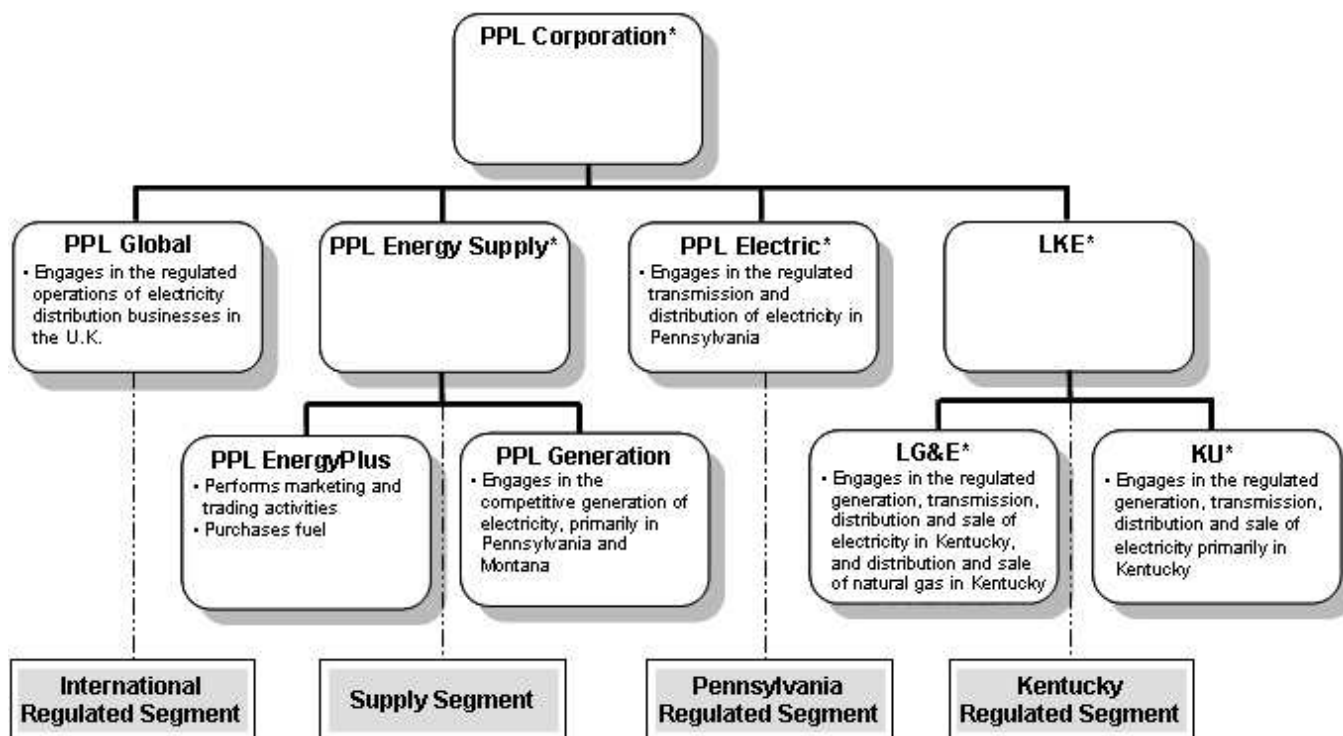 PPL Corporation*
PPL Global
• Engages in the regulated
operations of electricity
distribution businesses in
the U.K.
PPL Energy Supply*
PPL Electric*
• Engages in the regulated
transmission and
distribution of electricity in
Pennsylvania
LKE*
PPL EnergyPlus
• Performs marketing and
trading activities
• Purchases fuel
PPL Generation
• Engages in the
competitive generation of
electricity, primarily in
Pennsylvania and
Montana
LG&E*
• Engages in the regulated
generation, transmission,
distribution and sale of
electricity in Kentucky,
and distribution and sale
of natural gas in Kentucky
KU*
• Engages in the regulated
generation, transmission,
distribution and sale of
electricity primarily in
Kentucky
International
Regulated Segment
Supply Segment
Pennsylvania
Regulated Segment
Kentucky
Regulated Segment